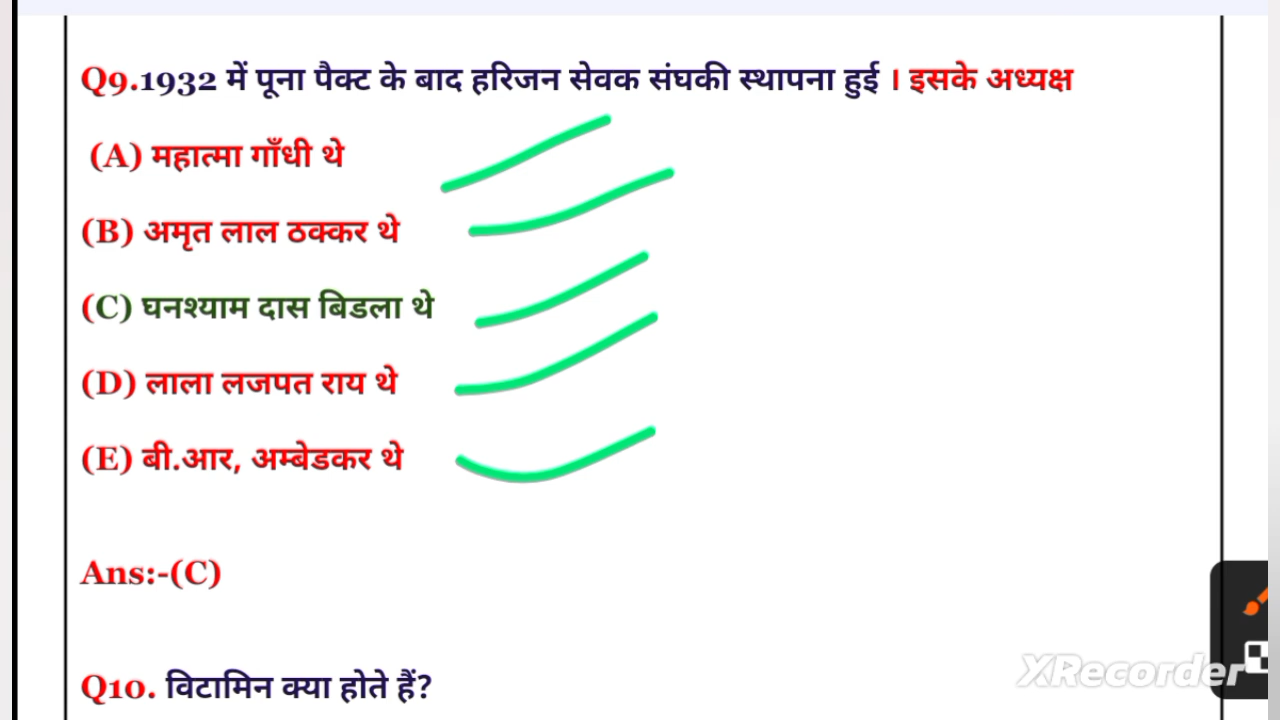 Q9.1932 में पूना पैक्ट के बाद हरिजन सेवक संघकी स्थापना हुई । इसके अध्यक्ष
(A) महात्मा गाँधी थे
(B) अमृत लाल ठक्कर थे
(C) घनश्याम दास बिडला थे
(D) लाला लजपत राय थे
(E) बी.आर, अम्बेडकर थे
Ans:-(C)
Q10. विटामिन क्या होते हैं?
XRecorder